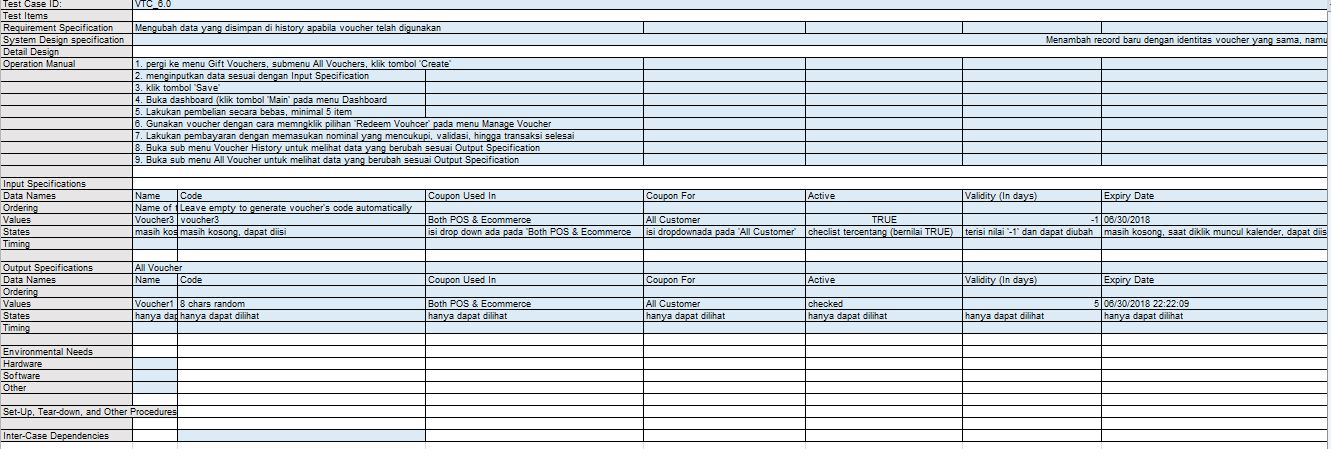 Test Case ID: VTC_6.0
Test Items
Requirement Specification Mengubah data yang disimpan di history apabila voucher telah digunakan
System Design specification Menambah record baru dengan identitas voucher yang sama, namu
Detail Design
Operation Manual 1. pergi ke menu Gift Vouchers, submenu All Vouchers, klik tombol 'Create'
2. menginputkan data sesuai dengan Input Specification
3. klik tombol 'Save'
4. Buka dashboard (klik tombol 'Main' pada menu Dashboard
5. Lakukan pembelian secara bebas, minimal 5 item
6. Gunakan voucher dengan cara memngklik pilihan 'Redeem Vouhcer' pada menu Manage Voucher
7. Lakukan pembayaran dengan memasukan nominal yang mencukupi, validasi, hingga transaksi selesai
8. Buka sub menu Voucher History untuk melihat data yang berubah sesuai Output Specification
9. Buka sub menu All Voucher untuk melihat data yang berubah sesuai Output Specification
Input Specifications
Data Names Name Code Coupon Used In Coupon For Active Validity (In days) Expiry Date
Ordering Name of Leave empty to generate voucher's code automatically
Values Voucher3 voucher3 Both POS & Ecommerce All Customer TRUE -1 06/30/2018
States masih kos masih kosong, dapat diisi isi drop down ada pada 'Both POS & Ecommerce isi dropdownada pada 'All Customer' checlist tercentang (bernilai TRUE) terisi nilai '-1' dan dapat diubah masih kosong, saat diklik muncul kalender, dapat diis
Timing
Output Specifications All Voucher
Data Names Name Code Coupon Used In Coupon For Active Validity (In days) Expiry Date
Ordering
Values Voucher1 8 chars random Both POS & Ecommerce All Customer checked 5 06/30/2018 22:22:09
States hanya dap hanya dapat dilihat hanya dapat dilihat hanya dapat dilihat hanya dapat dilihat hanya dapat dilihat hanya dapat dilihat
Timing
Environmental Needs
Hardware
Software
Other
Set-Up, Tear-down, and Other Procedures
Inter-Case Dependencies